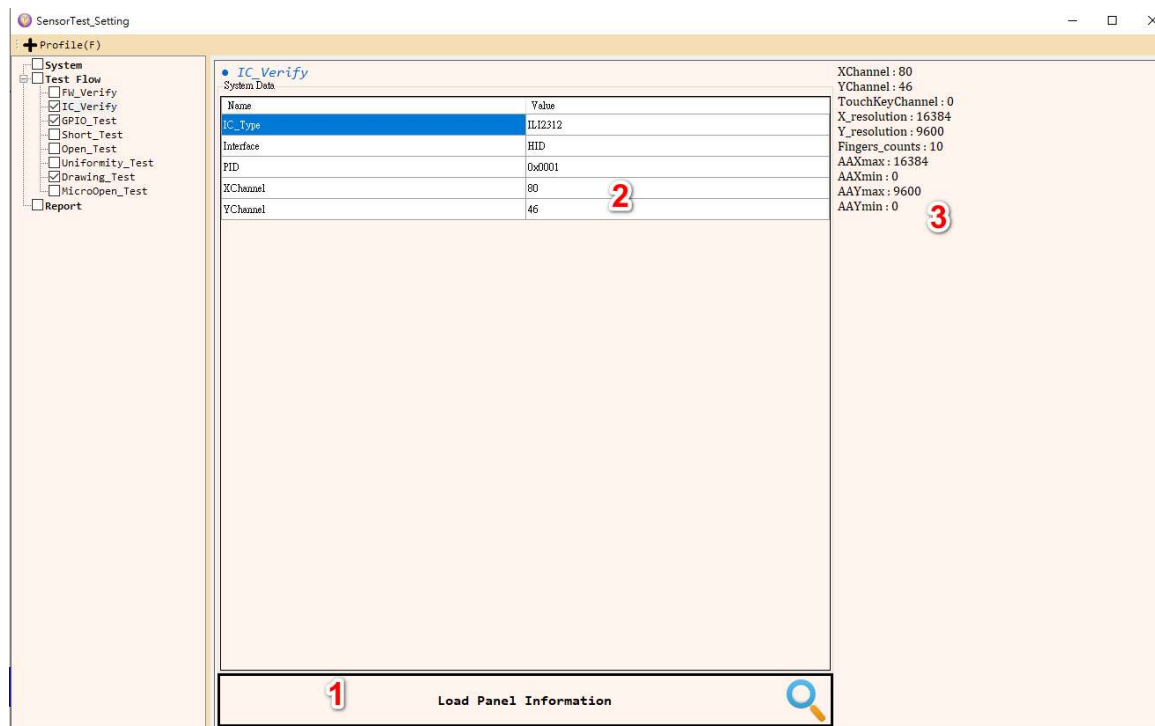 SensorTest_Setting
Profile(F)
System
Test Flow
FW_Verify
IC_Verify
GPIO_Test
Short_Test
Open_Test
Uniformity_Test
Drawing_Test
MicroOpen_Test
Report
IC_Verify
System Data
Name Value
IC_Type ILI2312
Interface HID
PID 0x0001
XChannel 80
YChannel 46
2
XChannel : 80
YChannel : 46
TouchKeyChannel : 0
X_resolution : 16384
Y_resolution : 9600
Fingers_counts : 10
AAXmax : 16384
AAXmin : 0
AAYmax : 9600
AAYmin : 0
3
1
Load Panel Information